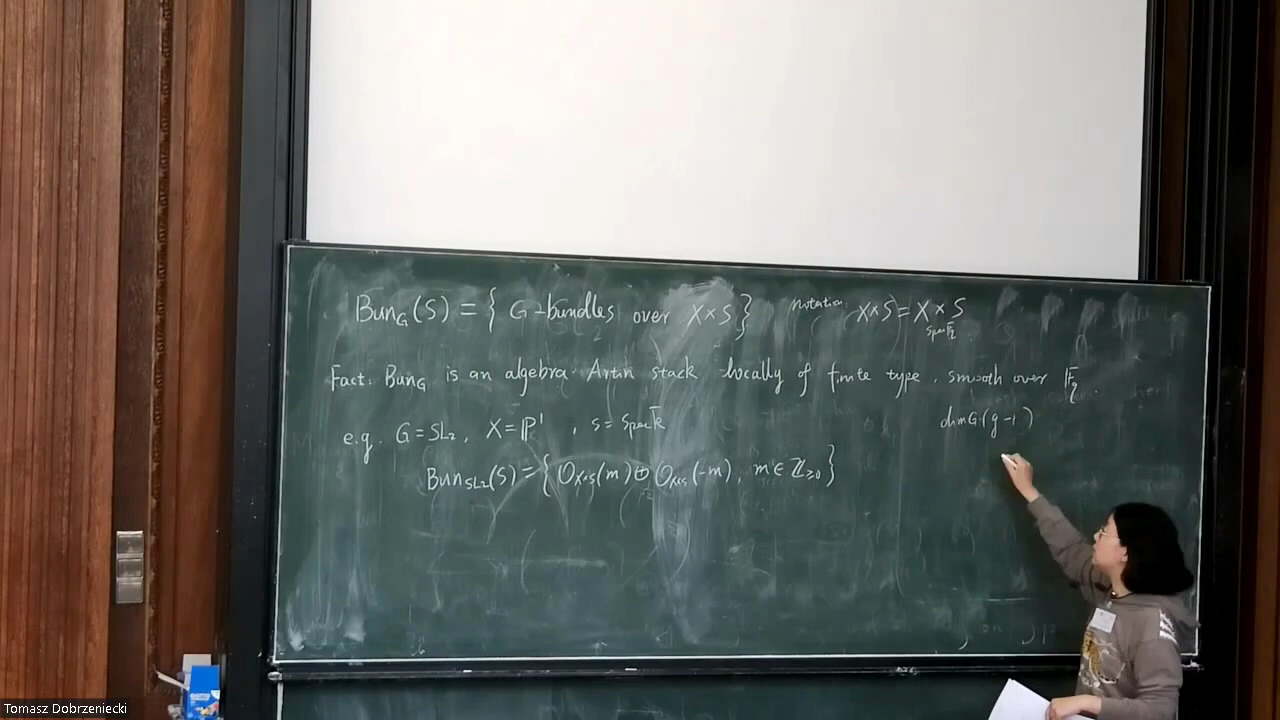 Bun_G(S) = { G-bundles over X×S } notation X×S = X × S
Spec F_q
Fact: Bun_G is an algebra Artin stack locally of finite type, smooth over F_q.
dim G·(g-1)
e.g. G = SL_2, X = ℙ^1, s = Spec k̄
Bun_{SL_2}(S) = { O_{X×S}(m) ⊕ O_{X×S}(-m), m ∈ ℤ_{≥0} }
GIOTTO
Tomasz Dobrzeniecki